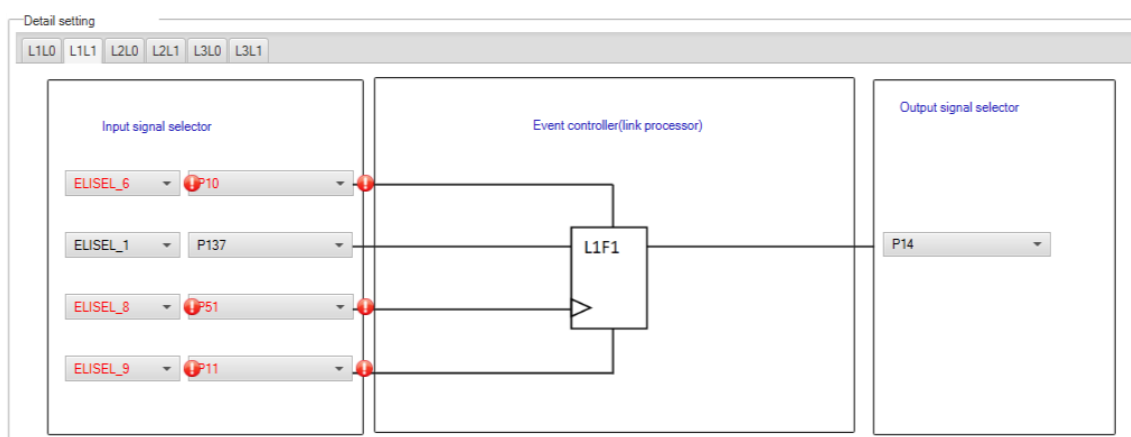 Detail setting
L1L0 L1L1 L2L0 L2L1 L3L0 L3L1
Input signal selector
Event controller(link processor)
Output signal selector
ELISEL_6 P10
ELISEL_1 P137
L1F1
P14
ELISEL_8 P51
ELISEL_9 P11